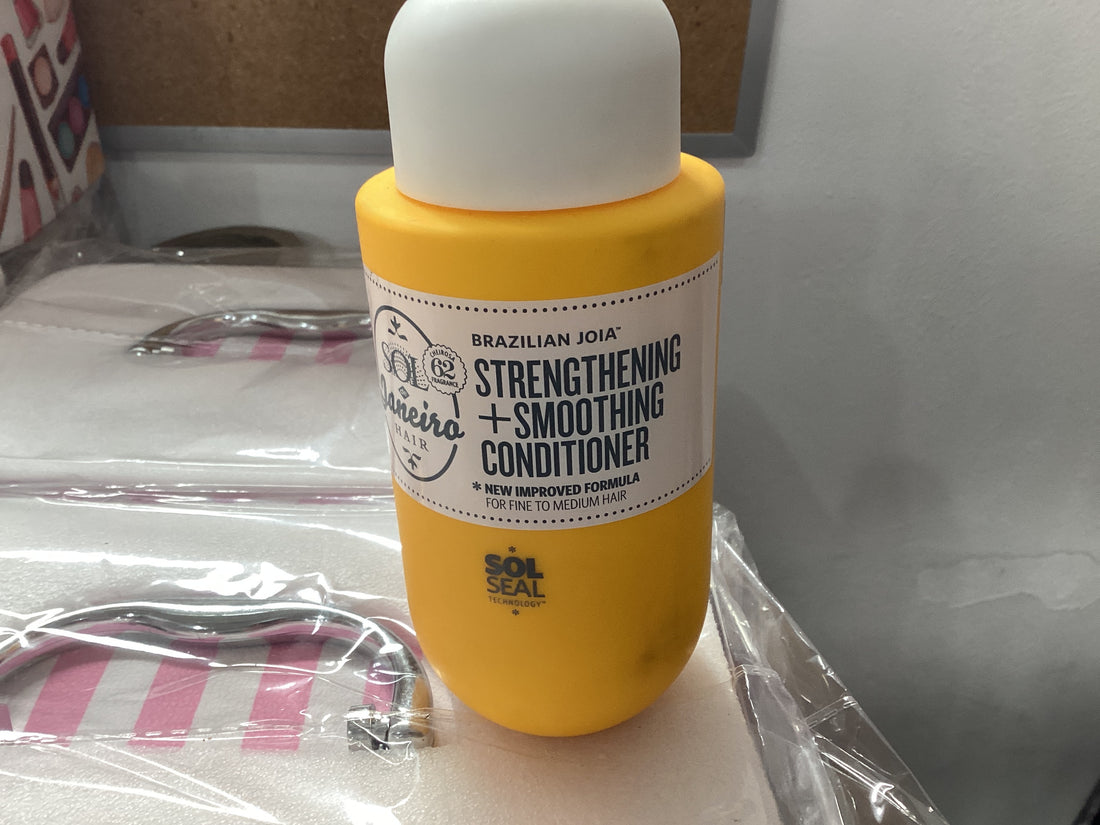 BRAZILIAN JOIA™
STRENGTHENING
+SMOOTHING
CONDITIONER
* NEW IMPROVED FORMULA
FOR FINE TO MEDIUM HAIR
SOL
de
Janeiro
HAIR
CHEIROSA
62
FRAGRANCE
SOL
SEAL
TECHNOLOGY™